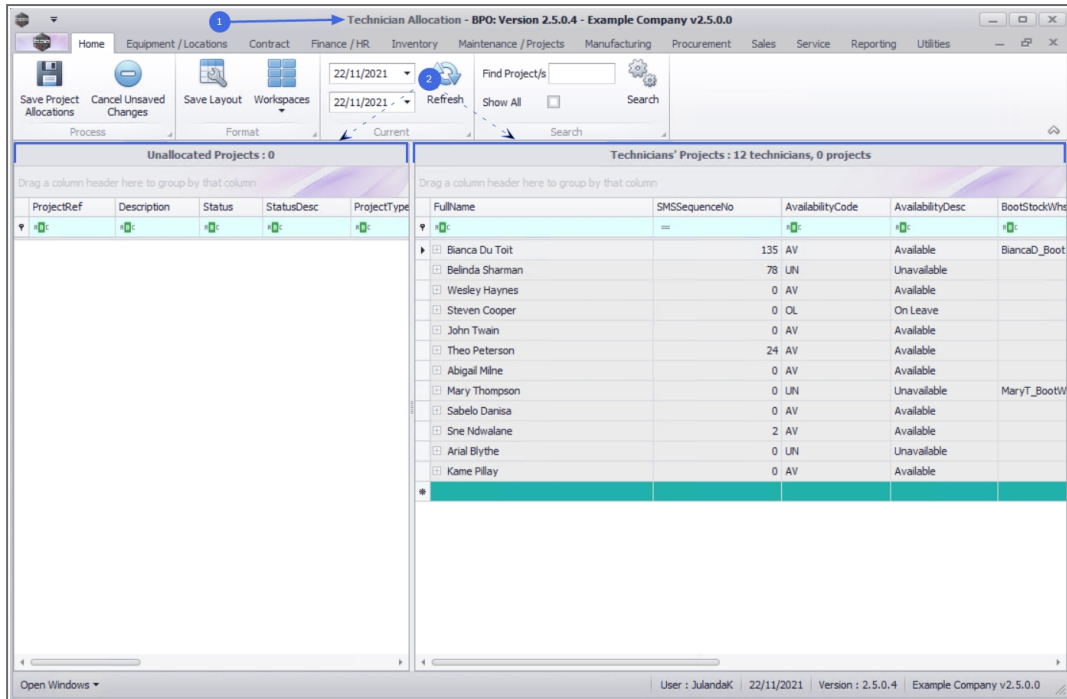 1
Technician Allocation - BPO: Version 2.5.0.4 - Example Company v2.5.0.0
Home Equipment / Locations Contract Finance / HR Inventory Maintenance / Projects Manufacturing Procurement Sales Service Reporting Utilities
22/11/2021 2 Find Project/s
Save Project Allocations Cancel Unsaved Changes Save Layout Workspaces 22/11/2021 Refresh Show All Search
Process Format Current Search
Unallocated Projects : 0 Technicians' Projects : 12 technicians, 0 projects
Drag a column header here to group by that column Drag a column header here to group by that column
ProjectRef Description Status StatusDesc ProjectType FullName SMSSequenceNo AvailabilityCode AvailabilityDesc BootStockWhs
Bianca Du Toit 135 AV Available BiancaD_Boot
Belinda Sharman 78 UN Unavailable
Wesley Haynes 0 AV Available
Steven Cooper 0 OL On Leave
John Twain 0 AV Available
Theo Peterson 24 AV Available
Abigail Milne 0 AV Available
Mary Thompson 0 UN Unavailable MaryT_BootW
Sabelo Danisa 0 AV Available
Sne Ndwalane 2 AV Available
Arial Blythe 0 UN Unavailable
Kame Pillay 0 AV Available
Open Windows User : JulandaK 22/11/2021 Version : 2.5.0.4 Example Company v2.5.0.0